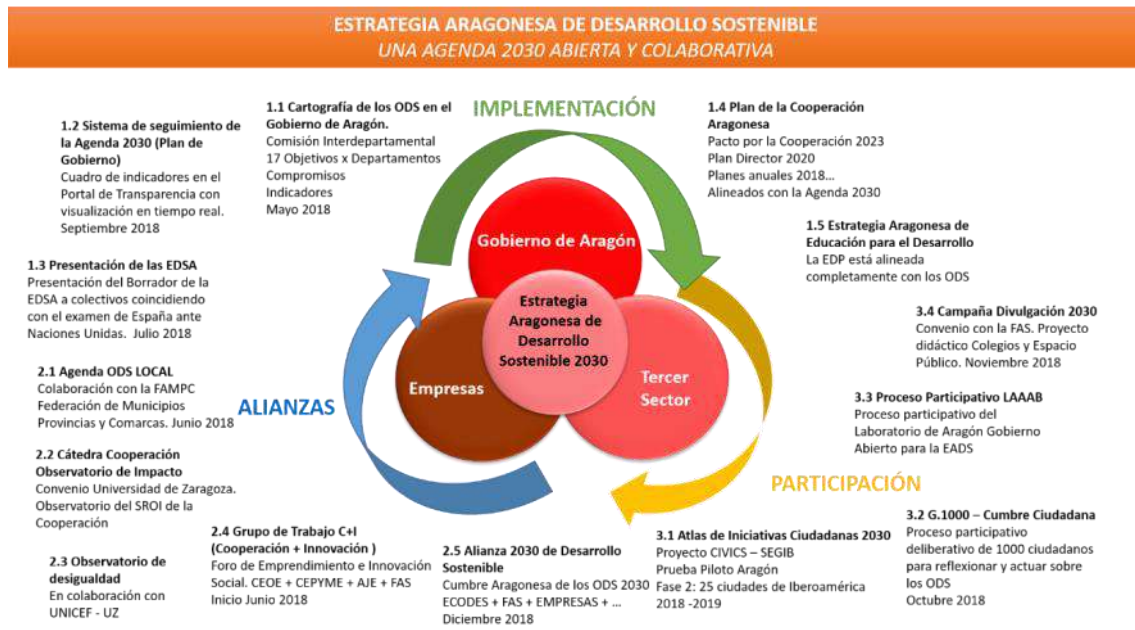 ESTRATEGIA ARAGONESA DE DESARROLLO SOSTENIBLE
UNA AGENDA 2030 ABIERTA Y COLABORATIVA
IMPLEMENTACIÓN
1.1 Cartografía de los ODS en el
Gobierno de Aragón.
Comisión Interdepartamental
17 Objetivos x Departamentos
Compromisos
Indicadores
Mayo 2018
1.2 Sistema de seguimiento de
la Agenda 2030 (Plan de
Gobierno)
Cuadro de indicadores en el
Portal de Transparencia con
visualización en tiempo real.
Septiembre 2018
1.3 Presentación de las EDSA
Presentación del Borrador de la
EDSA a colectivos coincidiendo
con el examen de España ante
Naciones Unidas. Julio 2018
1.4 Plan de la Cooperación
Aragonesa
Pacto por la Cooperación 2023
Plan Director 2020
Planes anuales 2018...
Alineados con la Agenda 2030
1.5 Estrategia Aragonesa de
Educación para el Desarrollo
La EDP está alineada
completamente con los ODS
Gobierno de Aragón
Estrategia
Aragonesa de
Desarrollo
Sostenible 2030
Empresas
Tercer
Sector
ALIANZAS
2.1 Agenda ODS LOCAL
Colaboración con la FAMPC
Federación de Municipios
Provincias y Comarcas. Junio 2018
2.2 Cátedra Cooperación
Observatorio de Impacto
Convenio Universidad de Zaragoza.
Observatorio del SROI de la
Cooperación
2.3 Observatorio de
desigualdad
En colaboración con
UNICEF - UZ
2.4 Grupo de Trabajo C+I
(Cooperación + Innovación )
Foro de Emprendimiento e Innovación
Social. CEOE + CEPYME + AJE + FAS
Inicio Junio 2018
2.5 Alianza 2030 de Desarrollo
Sostenible
Cumbre Aragonesa de los ODS 2030
ECODES + FAS + EMPRESAS + ...
Diciembre 2018
PARTICIPACIÓN
3.4 Campaña Divulgación 2030
Convenio con la FAS. Proyecto
didáctico Colegios y Espacio
Público. Noviembre 2018
3.3 Proceso Participativo LAAAB
Proceso participativo del
Laboratorio de Aragón Gobierno
Abierto para la EADS
3.2 G.1000 – Cumbre Ciudadana
Proceso participativo
deliberativo de 1000 ciudadanos
para reflexionar y actuar sobre
los ODS
Octubre 2018
3.1 Atlas de Iniciativas Ciudadanas 2030
Proyecto CIVICS – SEGIB
Prueba Piloto Aragón
Fase 2: 25 ciudades de Iberoamérica
2018 -2019